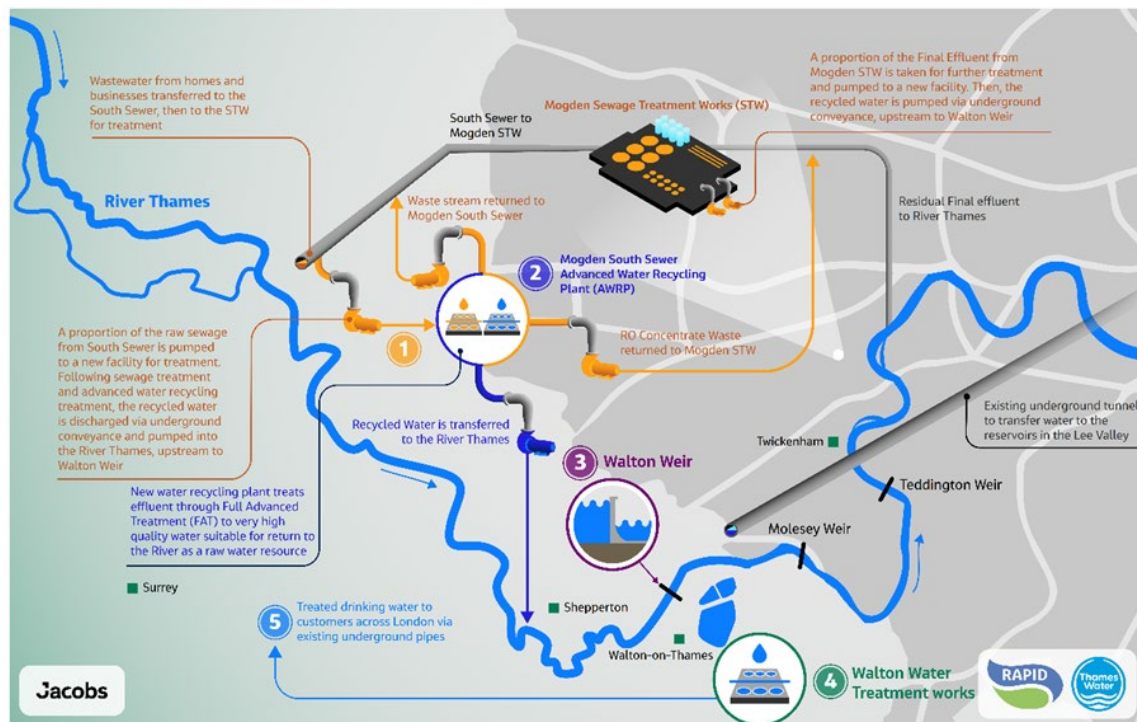 Wastewater from homes and
businesses transferred to the
South Sewer, then to the STW
for treatment
South Sewer to
Mogden STW
Mogden Sewage Treatment Works (STW)
A proportion of the Final Effluent from
Mogden STW is taken for further treatment
and pumped to a new facility. Then, the
recycled water is pumped via underground
conveyance, upstream to Walton Weir
River Thames
Waste stream returned to
Mogden South Sewer
Residual Final effluent
to River Thames
2
Mogden South Sewer
Advanced Water Recycling
Plant (AWRP)
1
A proportion of the raw sewage
from South Sewer is pumped
to a new facility for treatment.
Following sewage treatment
and advanced water recycling
treatment, the recycled water
is discharged via underground
conveyance and pumped into
the River Thames, upstream to
Walton Weir
RO Concentrate Waste
returned to Mogden STW
Recycled Water is transferred
to the River Thames
Existing underground tunnel
to transfer water to the
reservoirs in the Lee Valley
Twickenham
3
Walton Weir
Teddington Weir
New water recycling plant treats
effluent through Full Advanced
Treatment (FAT) to very high
quality water suitable for return to
the River as a raw water resource
Molesey Weir
Surrey
Shepperton
5
Treated drinking water to
customers across London via
existing underground pipes
Walton-on-Thames
4
Walton Water
Treatment works
Jacobs
RAPID
Thames
Water